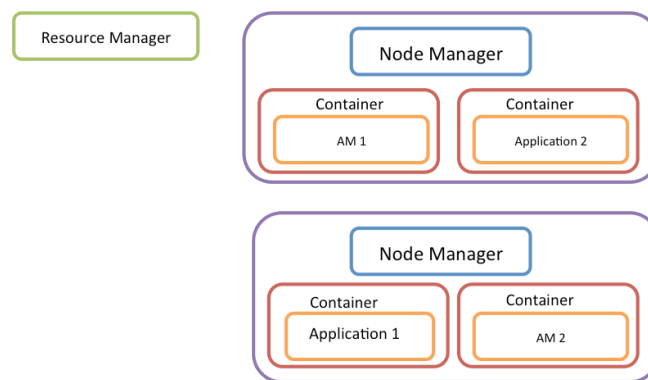 Resource Manager
Node Manager
Container
AM 1
Container
Application 2
Node Manager
Container
Application 1
Container
AM 2